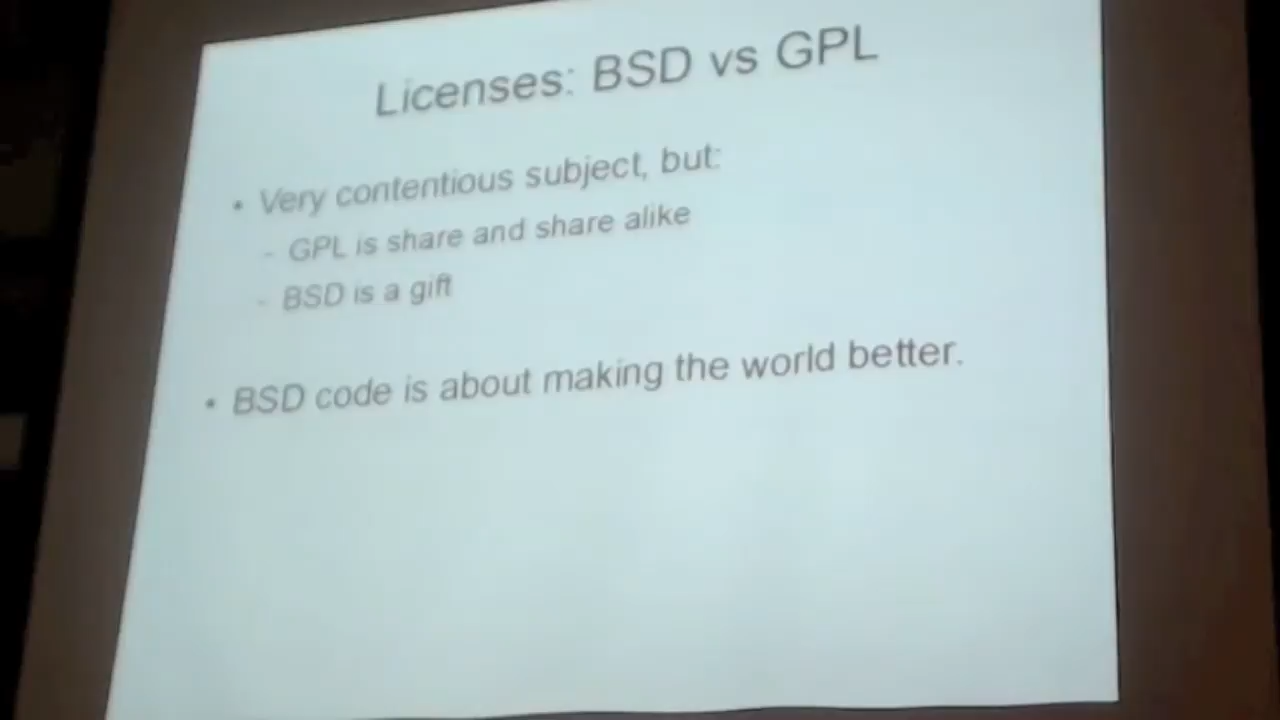 Licenses: BSD vs GPL
• Very contentious subject, but:
- GPL is share and share alike
- BSD is a gift
• BSD code is about making the world better.